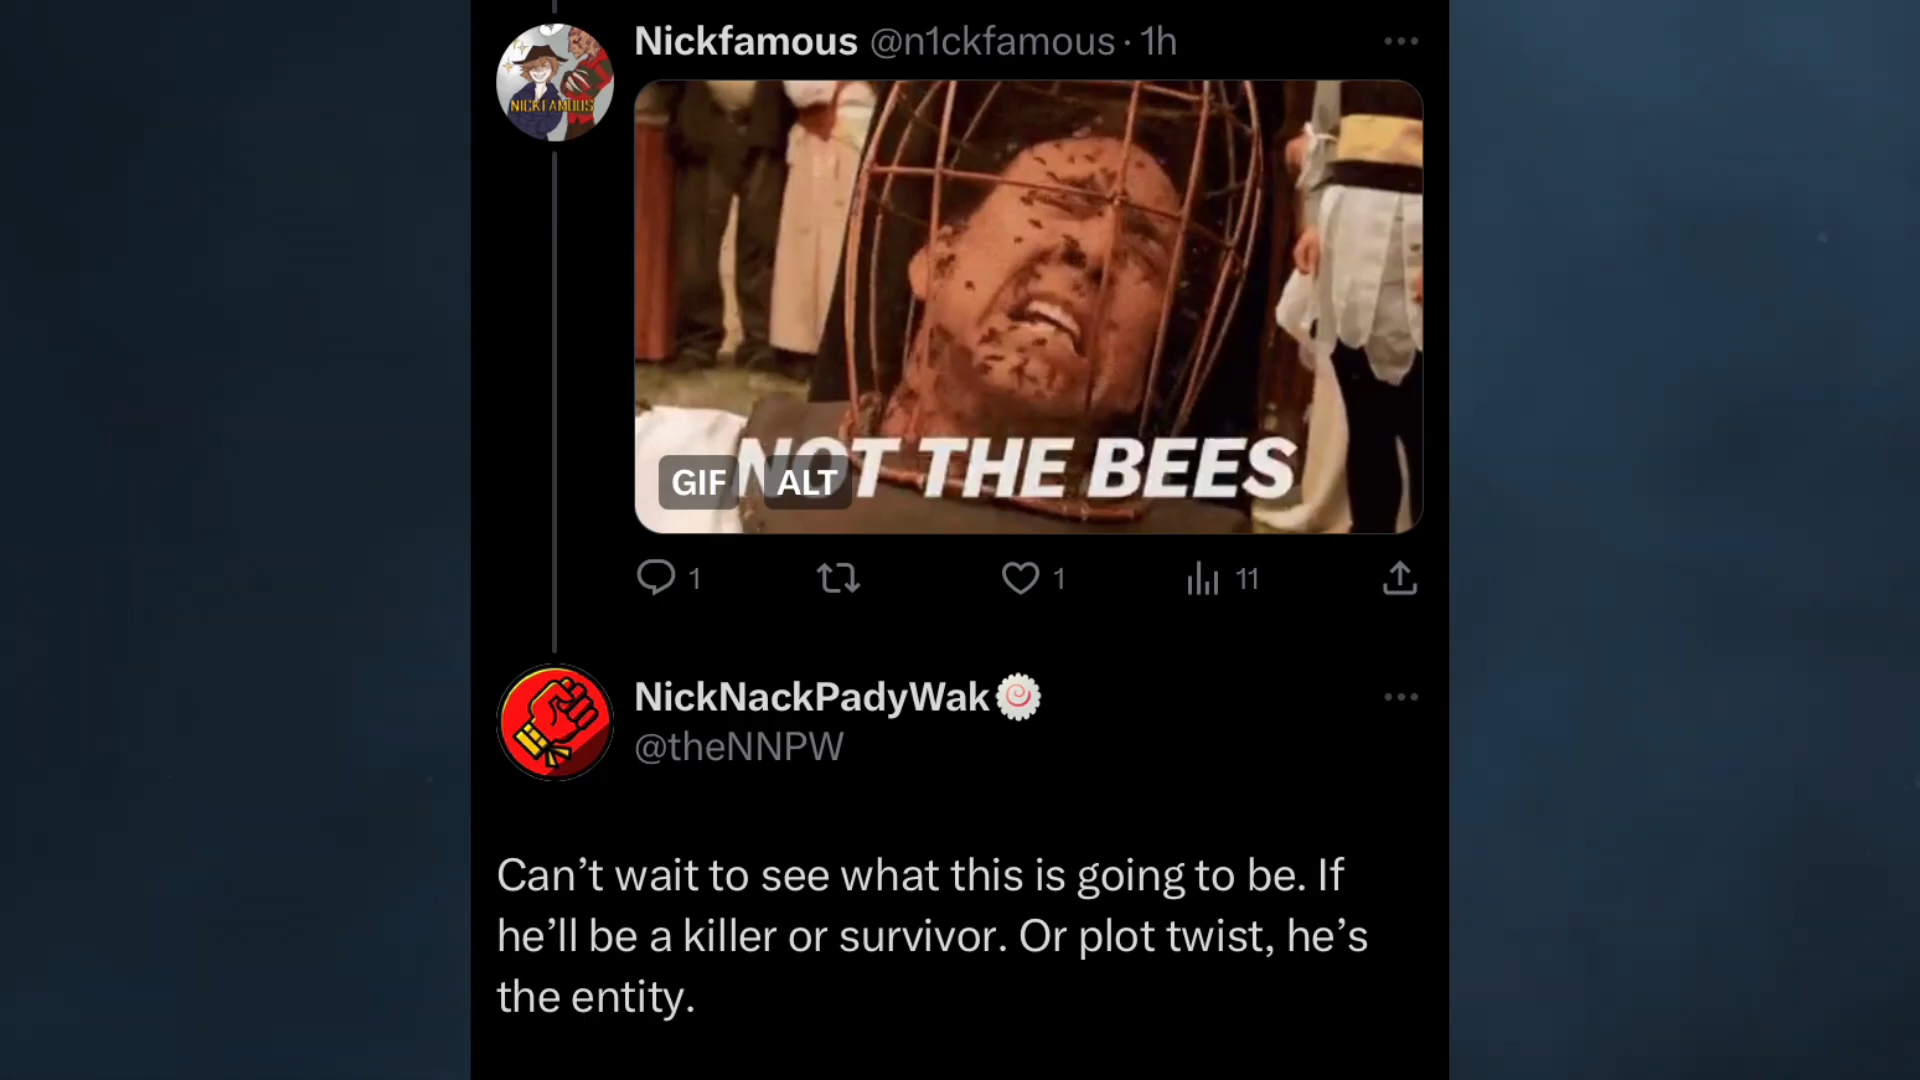 Nickfamous @n1ckfamous · 1h
NICKFAMOUS
NOT THE BEES
GIF ALT
1 1 11
NickNackPadyWak
@theNNPW
Can’t wait to see what this is going to be. If
he’ll be a killer or survivor. Or plot twist, he’s
the entity.